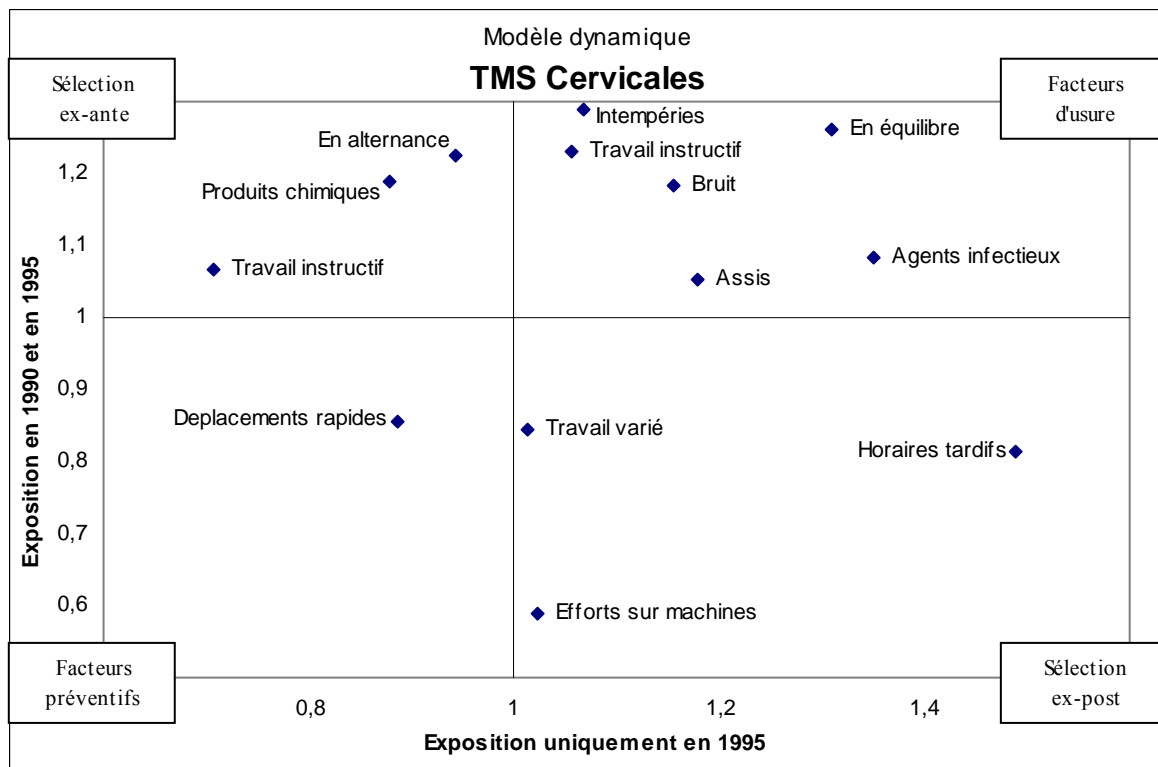 Modèle dynamique
TMS Cervicales
Sélection
ex-ante
Facteurs
d'usure
Intempéries
En équilibre
En alternance
Travail instructif
1,2
Produits chimiques
Bruit
1,1
Travail instructif
Agents infectieux
Assis
1
Exposition en 1990 et en 1995
0,9
Deplacements rapides
Travail varié
Horaires tardifs
0,8
0,7
0,6
Efforts sur machines
Facteurs
préventifs
Sélection
ex-post
0,8
1
1,2
1,4
Exposition uniquement en 1995